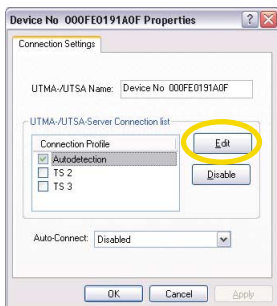 Device No 000FE0191A0F Properties
Connection Settings
UTMA-/UTSA Name: Device No 000FE0191A0F
UTMA-/UTSA-Server Connection list
Connection Profile
Edit
Autodetection
TS 2
Disable
TS 3
Auto-Connect: Disabled
OK Cancel Apply